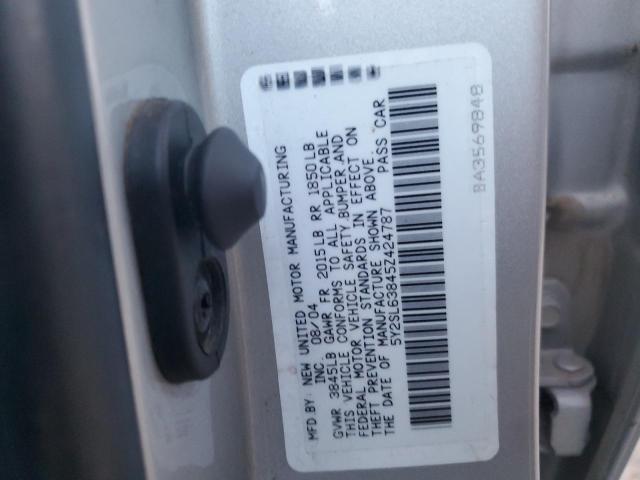 MFD BY: NEW UNITED MOTOR MANUFACTURING
INC 08/04
GVWR 3845LB GAWR FR 2015LB RR 1850LB
THIS VEHICLE CONFORMS TO ALL APPLICABLE
FEDERAL MOTOR VEHICLE SAFETY,BUMPER,AND
THEFT PREVENTION STANDARDS IN EFFECT ON
THE DATE OF MANUFACTURE SHOWN ABOVE.
5Y2SL63845Z424787 PASS CAR
BA3569848